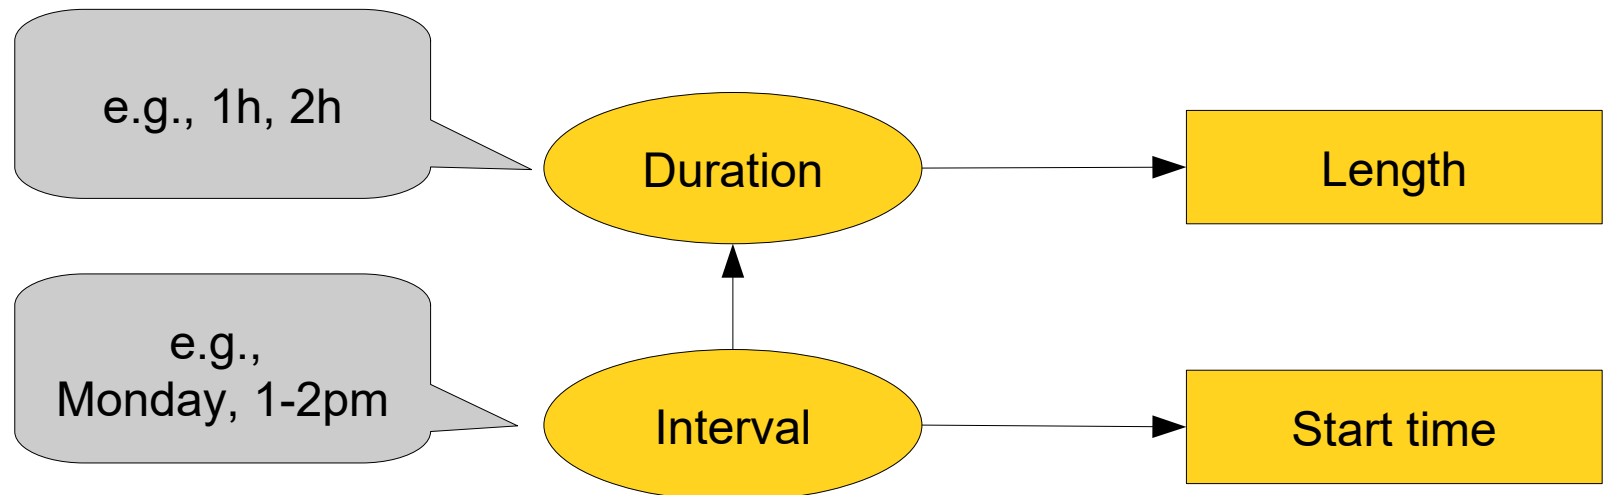 e.g., 1h, 2h
Duration
Length
e.g.,
Monday, 1-2pm
Interval
Start time